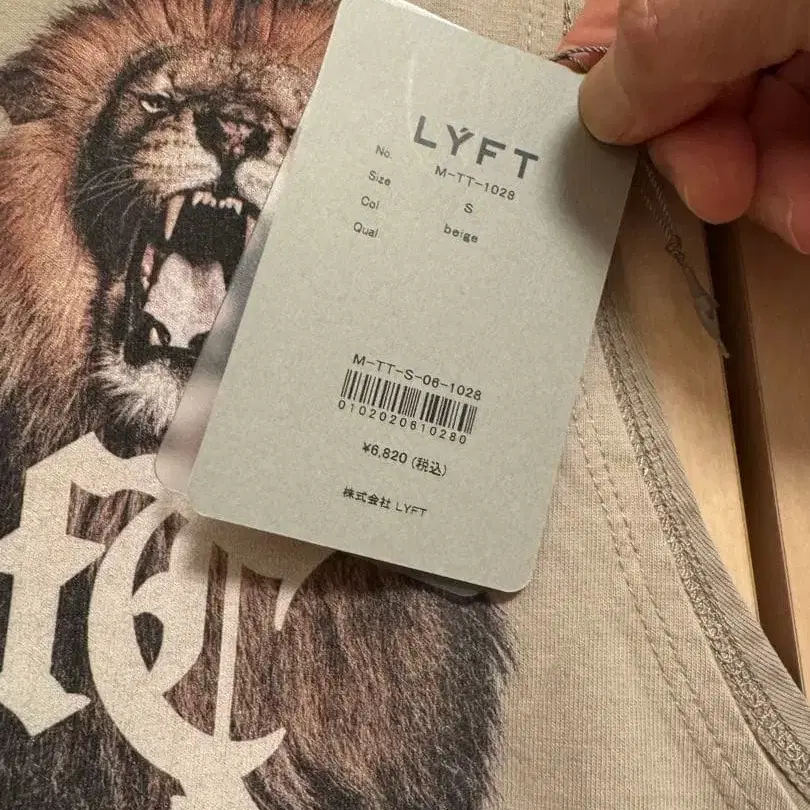 LÝFT
No. M-TT-1028
Size S
Col beige
Qual.
M-TT-S-06-1028
0102020610280
¥6,820 (税込)
株式会社 LYFT